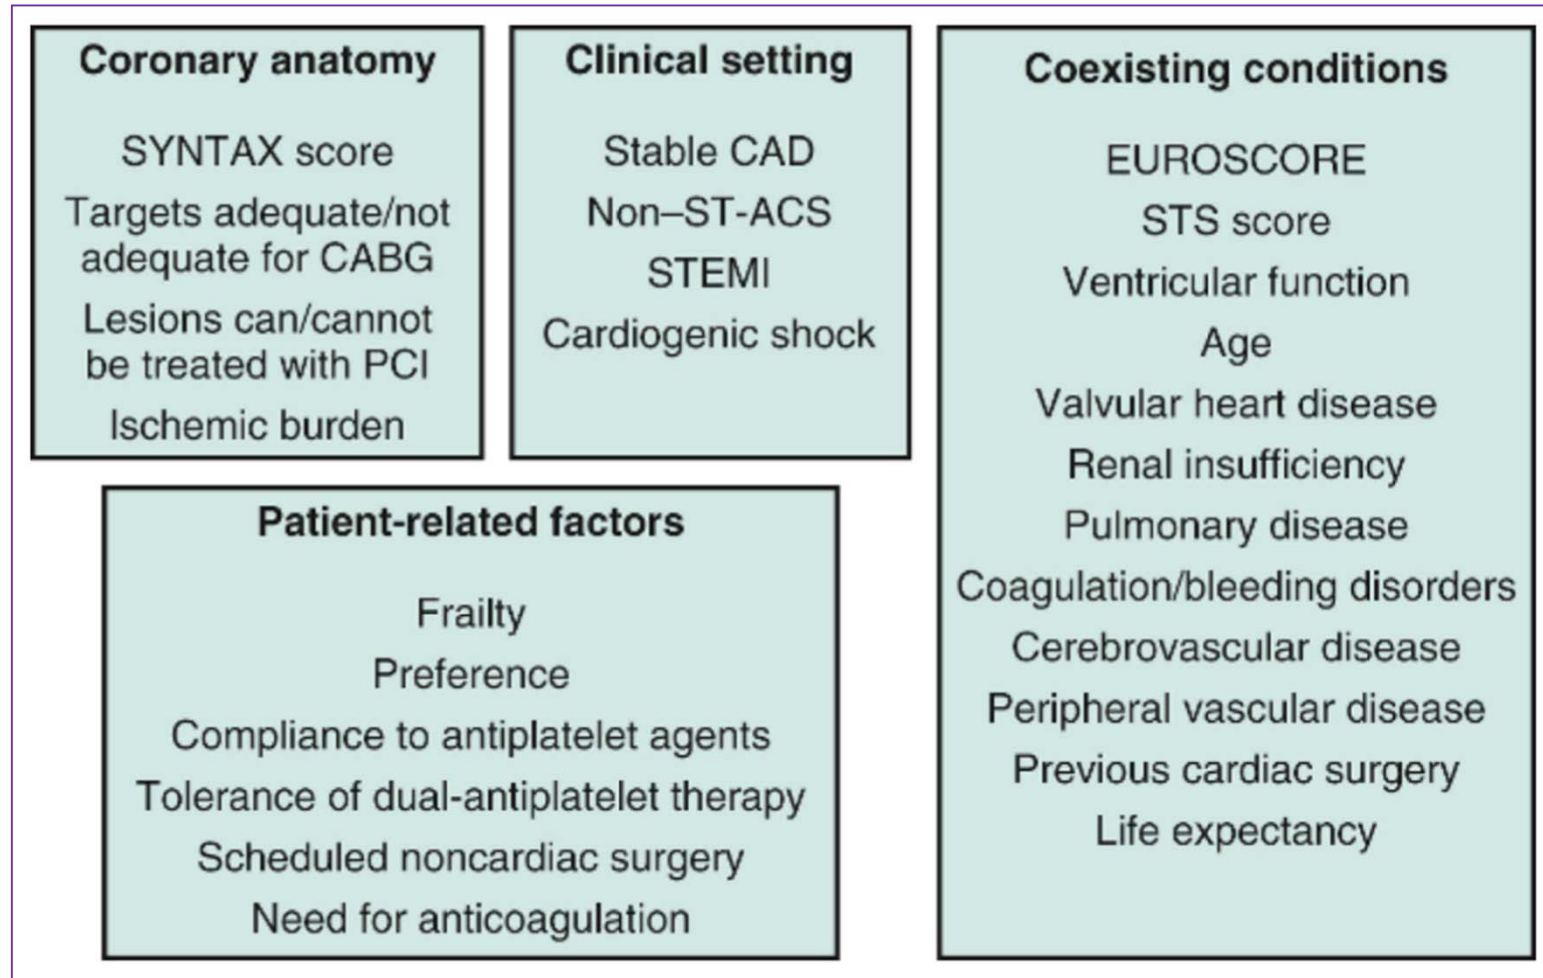 Coronary anatomy
SYNTAX score
Targets adequate/not
adequate for CABG
Lesions can/cannot
be treated with PCI
Ischemic burden
Clinical setting
Stable CAD
Non–ST-ACS
STEMI
Cardiogenic shock
Coexisting conditions
EUROSCORE
STS score
Ventricular function
Age
Valvular heart disease
Renal insufficiency
Pulmonary disease
Coagulation/bleeding disorders
Cerebrovascular disease
Peripheral vascular disease
Previous cardiac surgery
Life expectancy
Patient-related factors
Frailty
Preference
Compliance to antiplatelet agents
Tolerance of dual-antiplatelet therapy
Scheduled noncardiac surgery
Need for anticoagulation